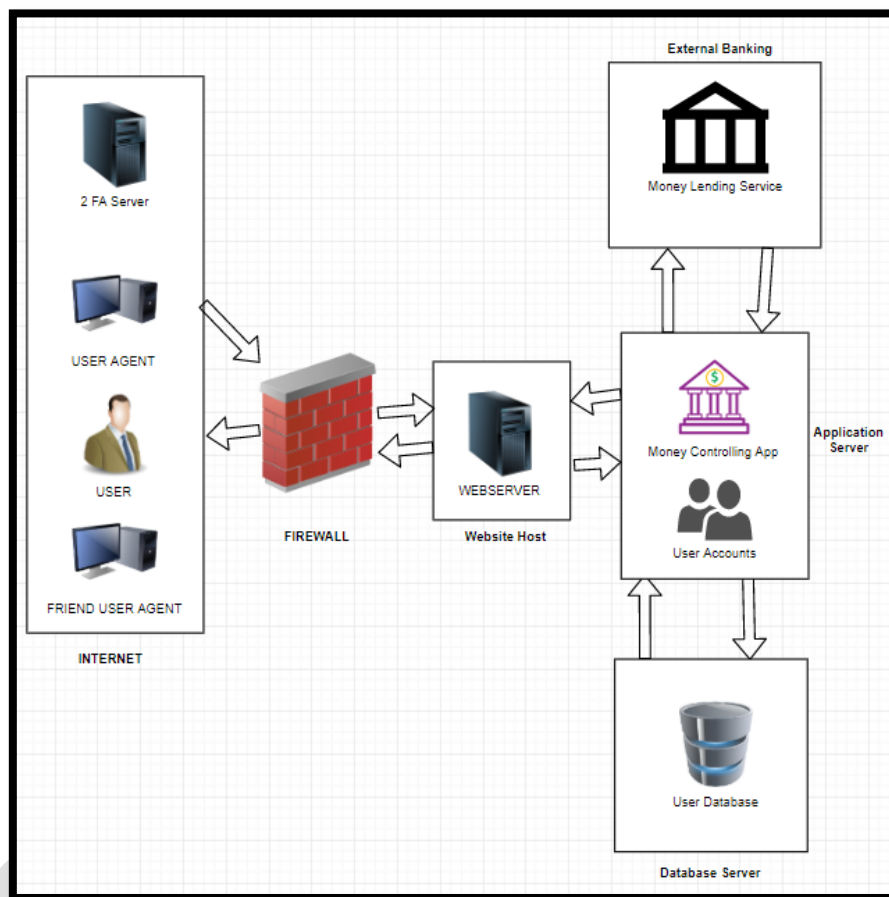 External Banking
Money Lending Service
2 FA Server
USER AGENT
USER
FRIEND USER AGENT
INTERNET
FIREWALL
WEBSERVER
Website Host
$
Money Controlling App
User Accounts
Application
Server
User Database
Database Server